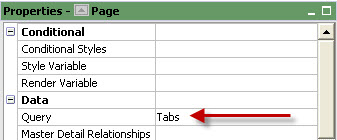 Properties - Page
Conditional
Conditional Styles
Style Variable
Render Variable
Data
Query Tabs
Master Detail Relationships